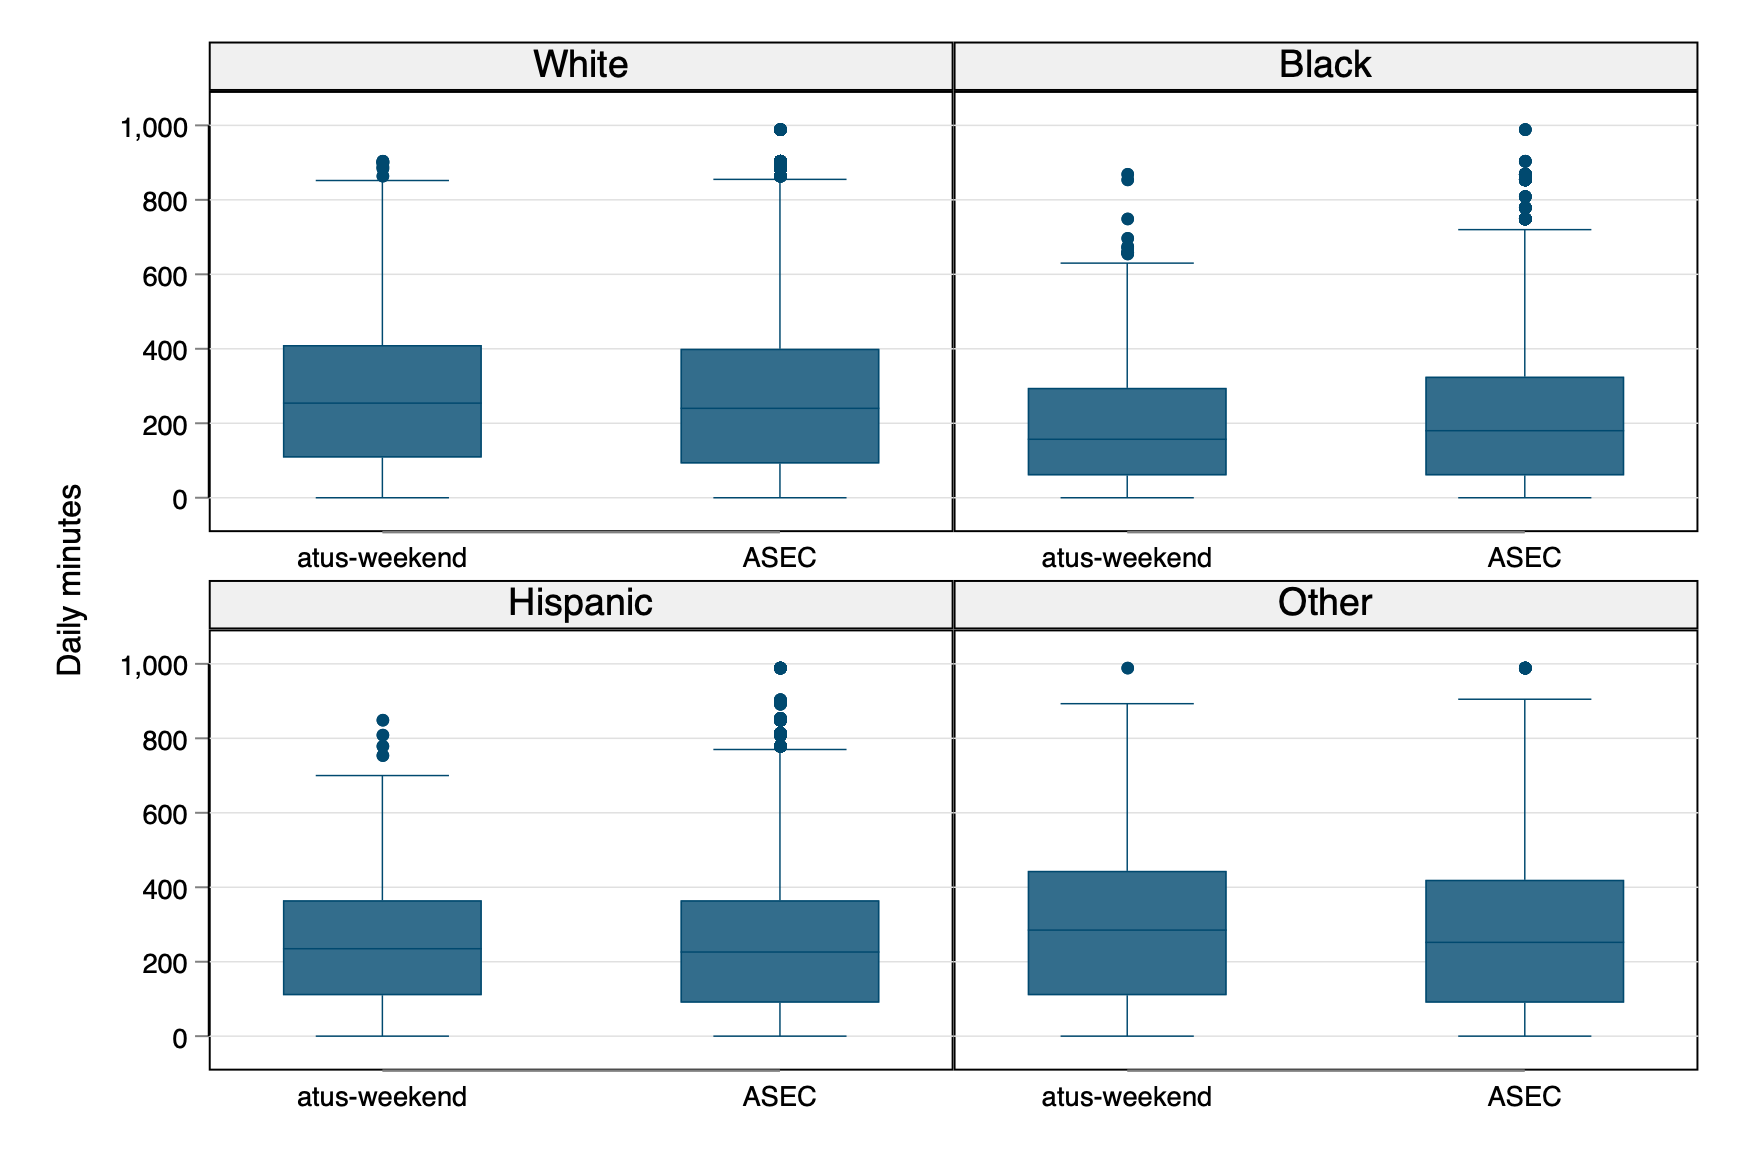 White
Black
1,000
800
600
400
200
0
atus-weekend
ASEC
atus-weekend
ASEC
Daily minutes
Hispanic
Other
1,000
800
600
400
200
0
atus-weekend
ASEC
atus-weekend
ASEC